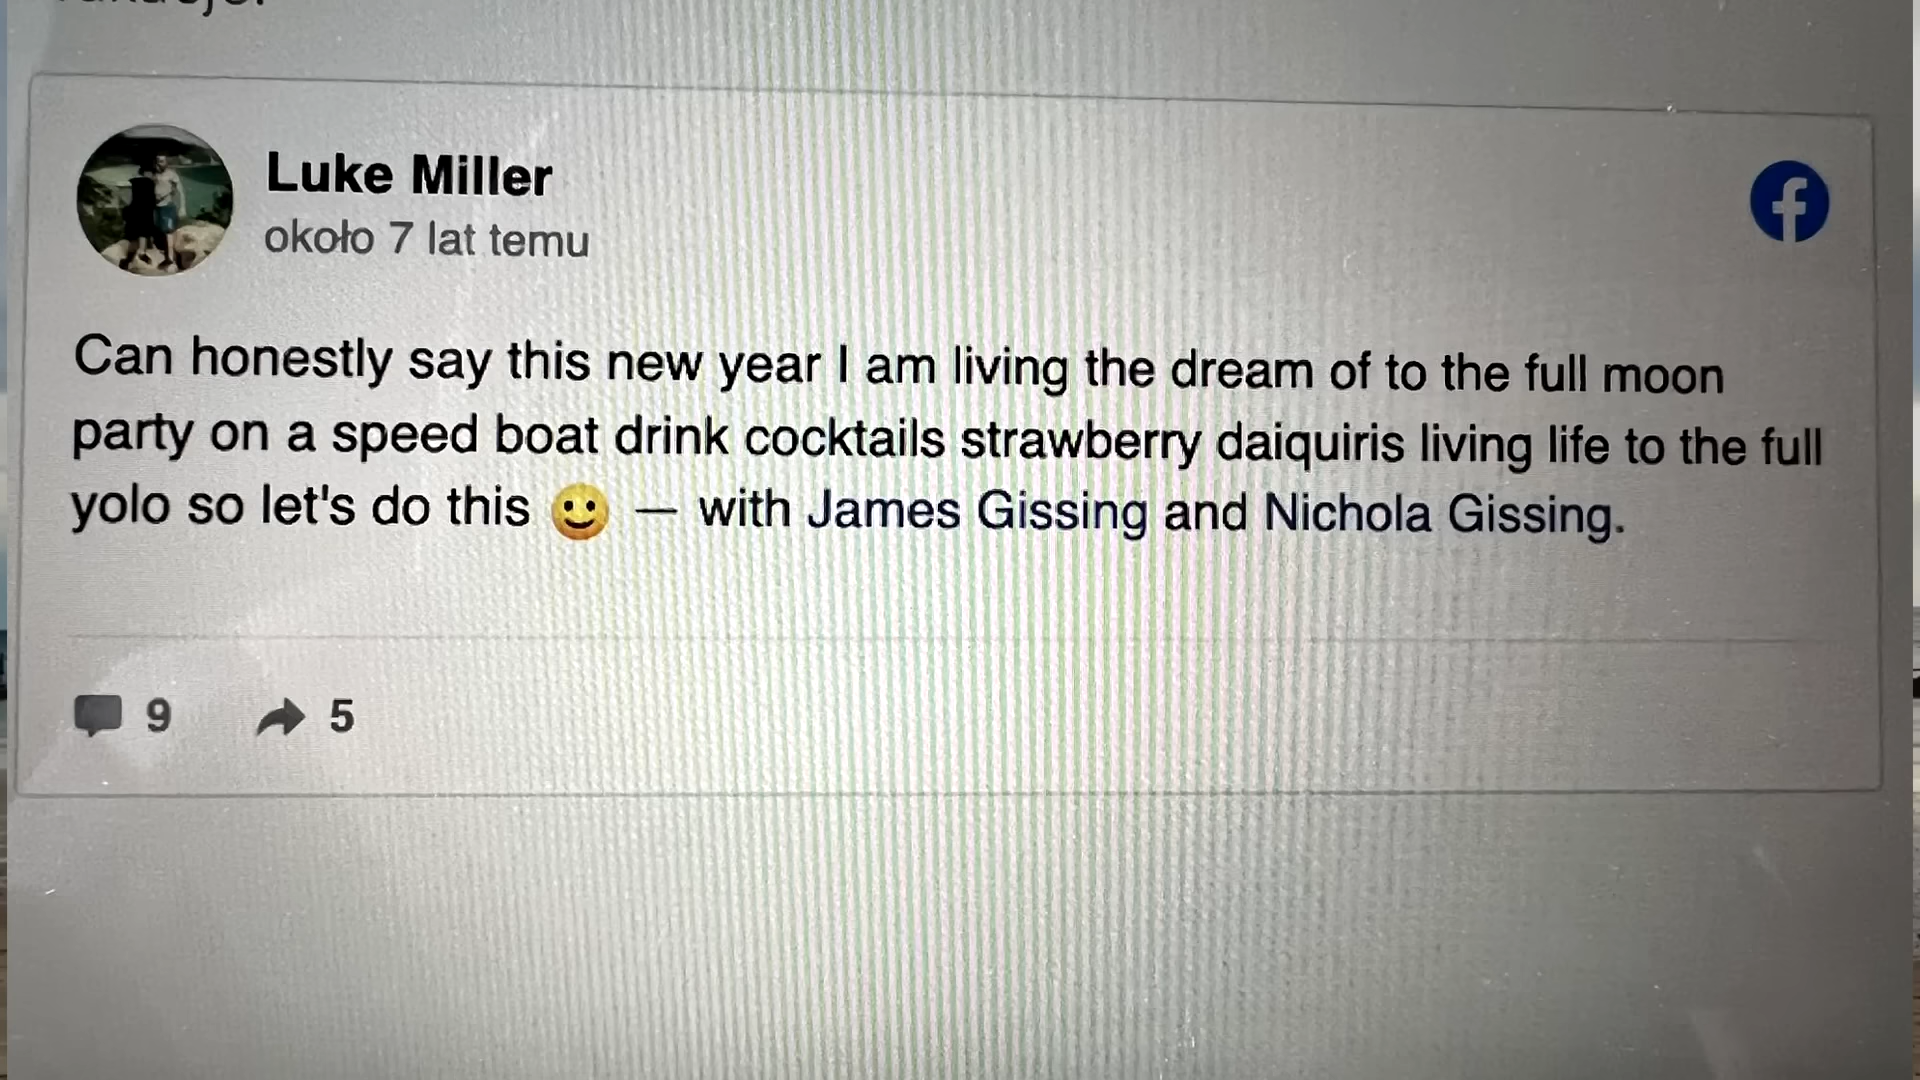 Luke Miller
około 7 lat temu
Can honestly say this new year I am living the dream of to the full moon
party on a speed boat drink cocktails strawberry daiquiris living life to the full
yolo so let's do this 🙂 — with James Gissing and Nichola Gissing.
9 5